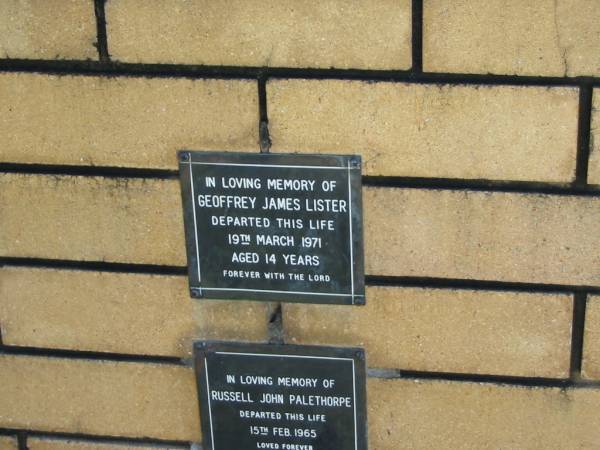 IN LOVING MEMORY OF
GEOFFREY JAMES LISTER
DEPARTED THIS LIFE
19TH MARCH 1971
AGED 14 YEARS
FOREVER WITH THE LORD
IN LOVING MEMORY OF
RUSSELL JOHN PALETHORPE
DEPARTED THIS LIFE
15TH FEB. 1965
LOVED FOREVER